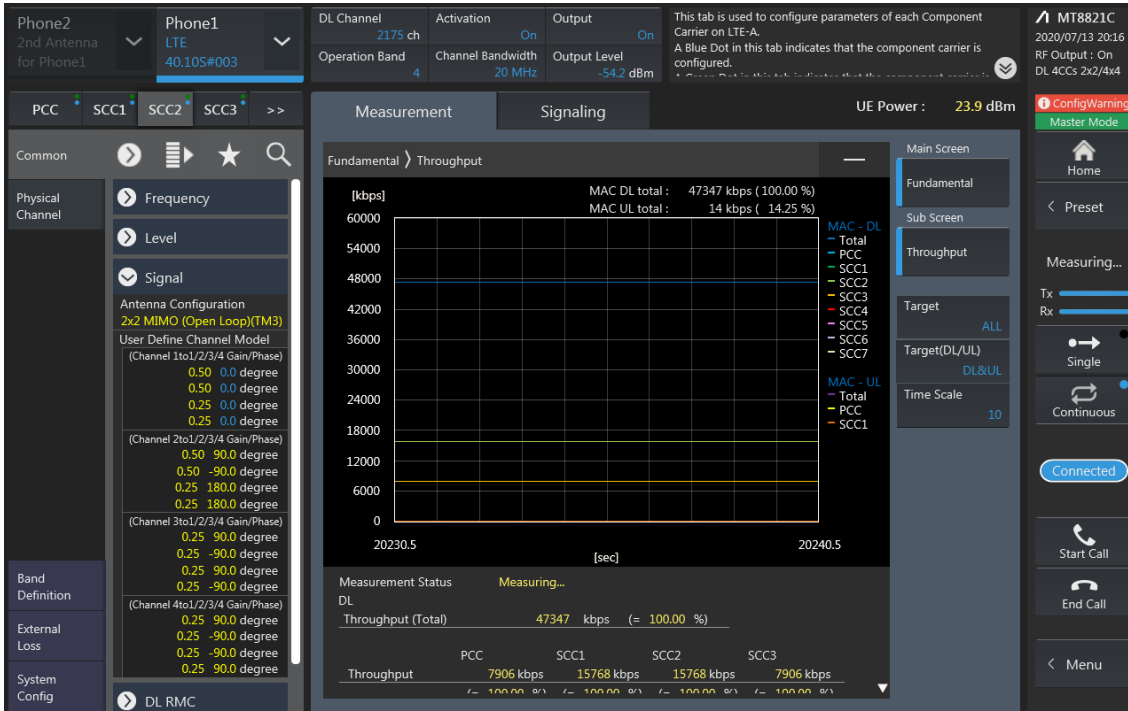 Phone2
2nd Antenna
for Phone1
Phone1
LTE
40.10S#003
DL Channel
2175 ch
Operation Band
4
Activation
On
Channel Bandwidth
20 MHz
Output
On
Output Level
-54.2 dBm
This tab is used to configure parameters of each Component
Carrier on LTE-A.
A Blue Dot in this tab indicates that the component carrier is
configured.
MT8821C
2020/07/13 20:16
RF Output : On
DL 4CCs 2x2/4x4
PCC SCC1 SCC2 SCC3 >>
Measurement
Signaling
UE Power : 23.9 dBm
ConfigWarning
Master Mode
Common
Physical
Channel
Frequency
Level
Signal
Antenna Configuration
2x2 MIMO (Open Loop)(TM3)
User Define Channel Model
(Channel 1to1/2/3/4 Gain/Phase)
0.50 0.0 degree
0.50 0.0 degree
0.25 0.0 degree
0.25 0.0 degree
(Channel 2to1/2/3/4 Gain/Phase)
0.50 90.0 degree
0.50 -90.0 degree
0.25 180.0 degree
0.25 180.0 degree
(Channel 3to1/2/3/4 Gain/Phase)
0.25 90.0 degree
0.25 -90.0 degree
0.25 90.0 degree
0.25 -90.0 degree
(Channel 4to1/2/3/4 Gain/Phase)
0.25 90.0 degree
0.25 -90.0 degree
0.25 -90.0 degree
0.25 90.0 degree
DL RMC
Band
Definition
External
Loss
System
Config
Fundamental ⟩ Throughput
[kbps]
MAC DL total : 47347 kbps (100.00 %)
MAC UL total : 14 kbps ( 14.25 %)
60000
54000
48000
42000
36000
30000
24000
18000
12000
6000
0
20230.5
20240.5
[sec]
MAC - DL
Total
PCC
SCC1
SCC2
SCC3
SCC4
SCC5
SCC6
SCC7
MAC - UL
Total
PCC
SCC1
Measurement Status Measuring...
DL
Throughput (Total) 47347 kbps (= 100.00 %)
PCC SCC1 SCC2 SCC3
Throughput 7906 kbps 15768 kbps 15768 kbps 7906 kbps
(= 100.00 %) (= 100.00 %) (= 100.00 %) (= 100.00 %)
Main Screen
Fundamental
Sub Screen
Throughput
Target
ALL
Target(DL/UL)
DL&UL
Time Scale
10
Home
< Preset
Measuring...
Tx
Rx
Single
Continuous
Connected
Start Call
End Call
< Menu